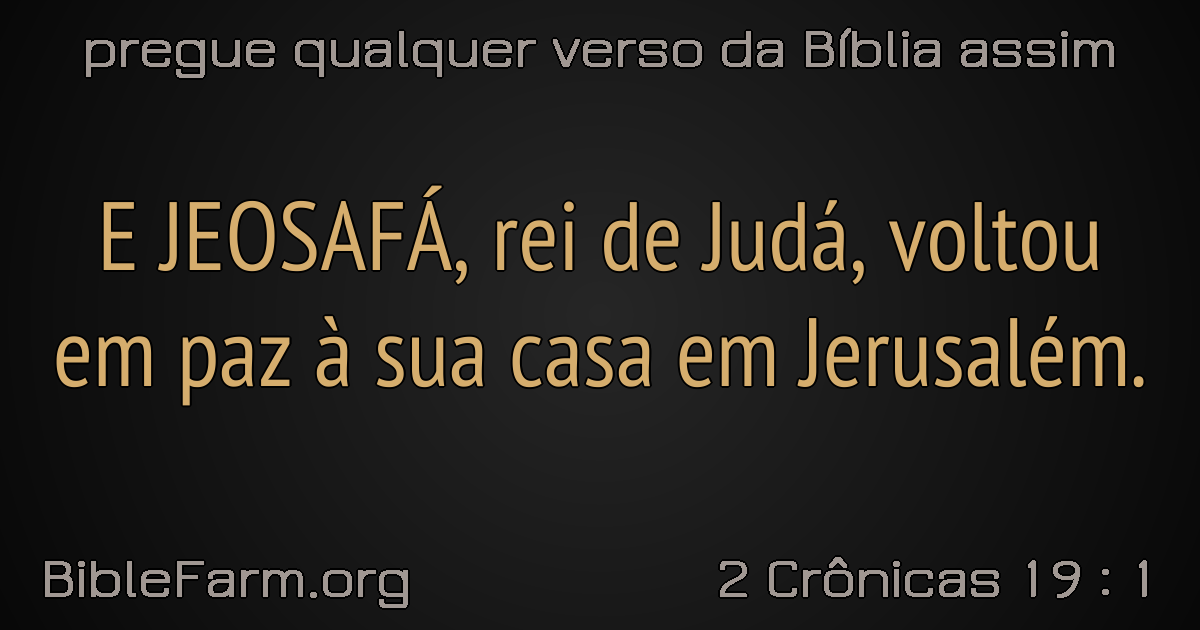 pregue qualquer verso da Bíblia assim
E JEOSAFÁ, rei de Judá, voltou
em paz à sua casa em Jerusalém.
BibleFarm.org
2 Crônicas 19 : 1